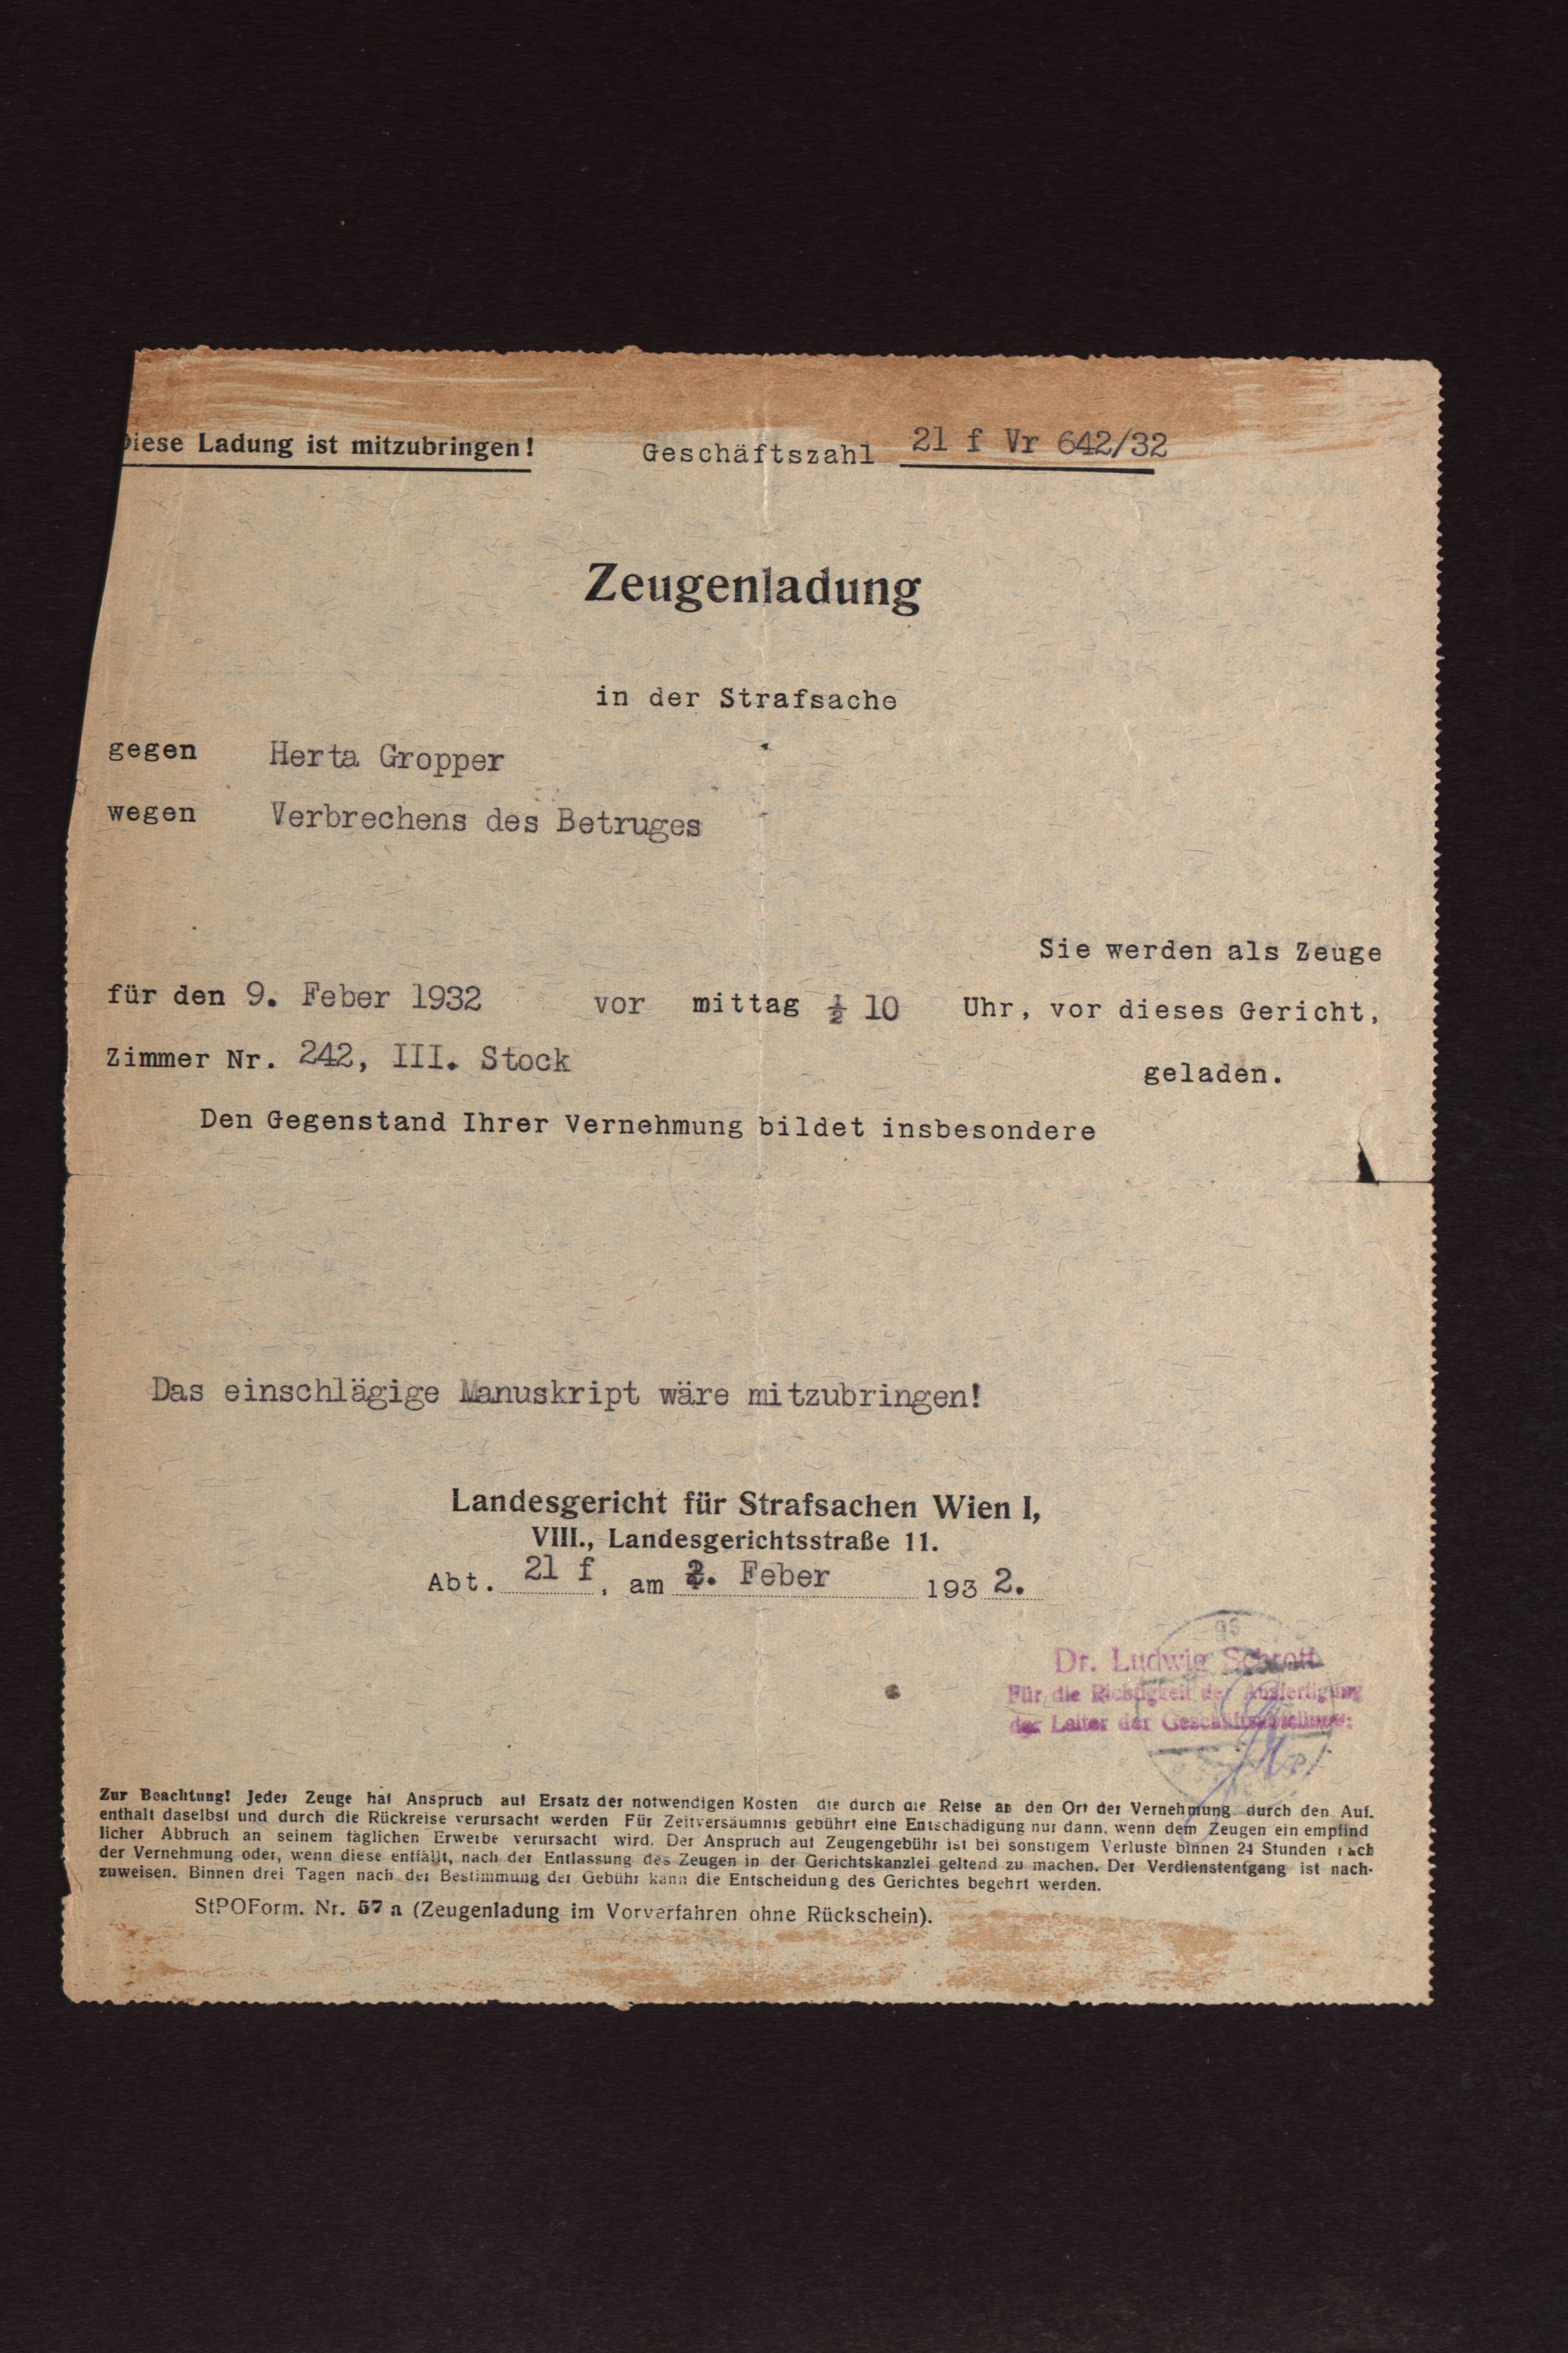 Diese Ladung ist mitzubringen!
Geschäftszahl 21 f Vr 642/32
Zeugenladung
in der Strafsache
gegen Herta Gropper
wegen Verbrechens des Betruges
Sie werden als Zeuge
für den 9. Feber 1932 vor mittag ½ 10 Uhr, vor dieses Gericht,
Zimmer Nr. 242, III. Stock
geladen.
Den Gegenstand Ihrer Vernehmung bildet insbesondere
Das einschlägige Manuskript wäre mitzubringen!
Landesgericht für Strafsachen Wien I,
VIII., Landesgerichtsstraße 11.
Abt. 21 f, am 2. Feber 1932.
Dr. Ludwig Schrott
Für die Richtigkeit der Ausfertigung
der Leiter der Geschäftsabteilung:
Zur Beachtung! Jeder Zeuge hat Anspruch auf Ersatz der notwendigen Kosten die durch die Reise an den Ort der Vernehmung durch den Auf-
enthalt daselbst und durch die Rückreise verursacht werden Für Zeitversäumnis gebührt eine Entschädigung nur dann, wenn dem Zeugen ein empfind
licher Abbruch an seinem täglichen Erwerbe verursacht wird. Der Anspruch auf Zeugengebühr ist bei sonstigem Verluste binnen 24 Stunden nach
der Vernehmung oder, wenn diese entfällt, nach der Entlassung des Zeugen in der Gerichtskanzlei geltend zu machen. Der Verdienstentgang ist nach-
zuweisen. Binnen drei Tagen nach der Bestimmung der Gebühr kann die Entscheidung des Gerichtes begehrt werden.
StPOForm. Nr. 57 a (Zeugenladung im Vorverfahren ohne Rückschein).